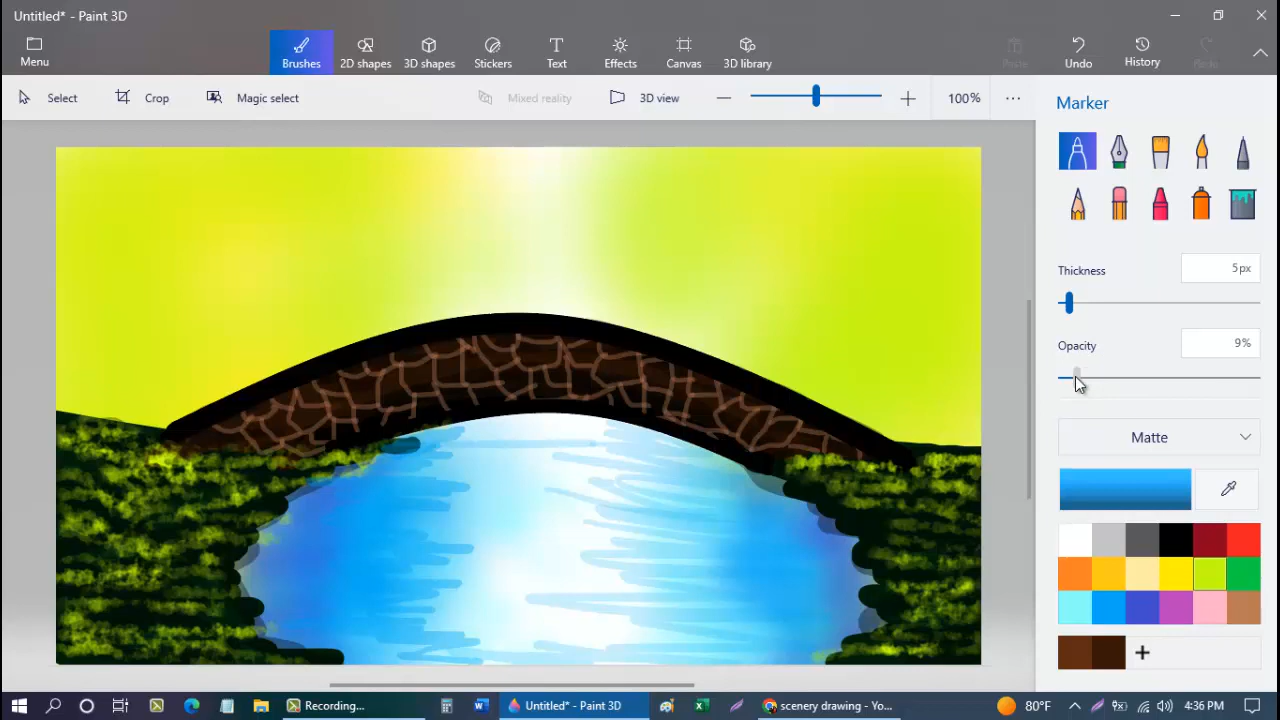 Untitled* - Paint 3D
Menu
Brushes
2D shapes
3D shapes
Stickers
Text
Effects
Canvas
3D library
Paste
Undo
History
Redo
Select
Crop
Magic select
Mixed reality
3D view
100%
Marker
Thickness
5px
Opacity
9%
Matte
Recording...
Untitled* - Paint 3D
scenery drawing - Yo...
80°F
4:36 PM